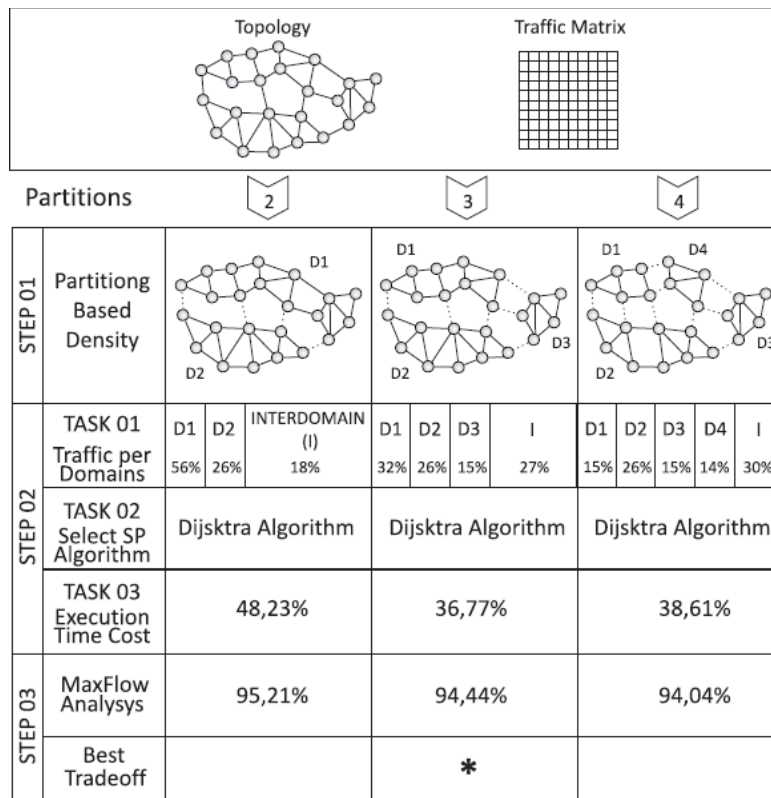 Topology
Traffic Matrix
Partitions
2
3
4
STEP 01
Partitiong
Based
Density
D1
D2
D1
D2
D3
D1
D4
D2
D3
STEP 02
TASK 01
Traffic per
Domains
D1 D2 INTERDOMAIN
(I)
56% 26% 18%
D1 D2 D3 I
32% 26% 15% 27%
D1 D2 D3 D4 I
15% 26% 15% 14% 30%
TASK 02
Select SP
Algorithm
Dijsktra Algorithm
Dijsktra Algorithm
Dijsktra Algorithm
TASK 03
Execution
Time Cost
48,23%
36,77%
38,61%
STEP 03
MaxFlow
Analysys
95,21%
94,44%
94,04%
Best
Tradeoff
*